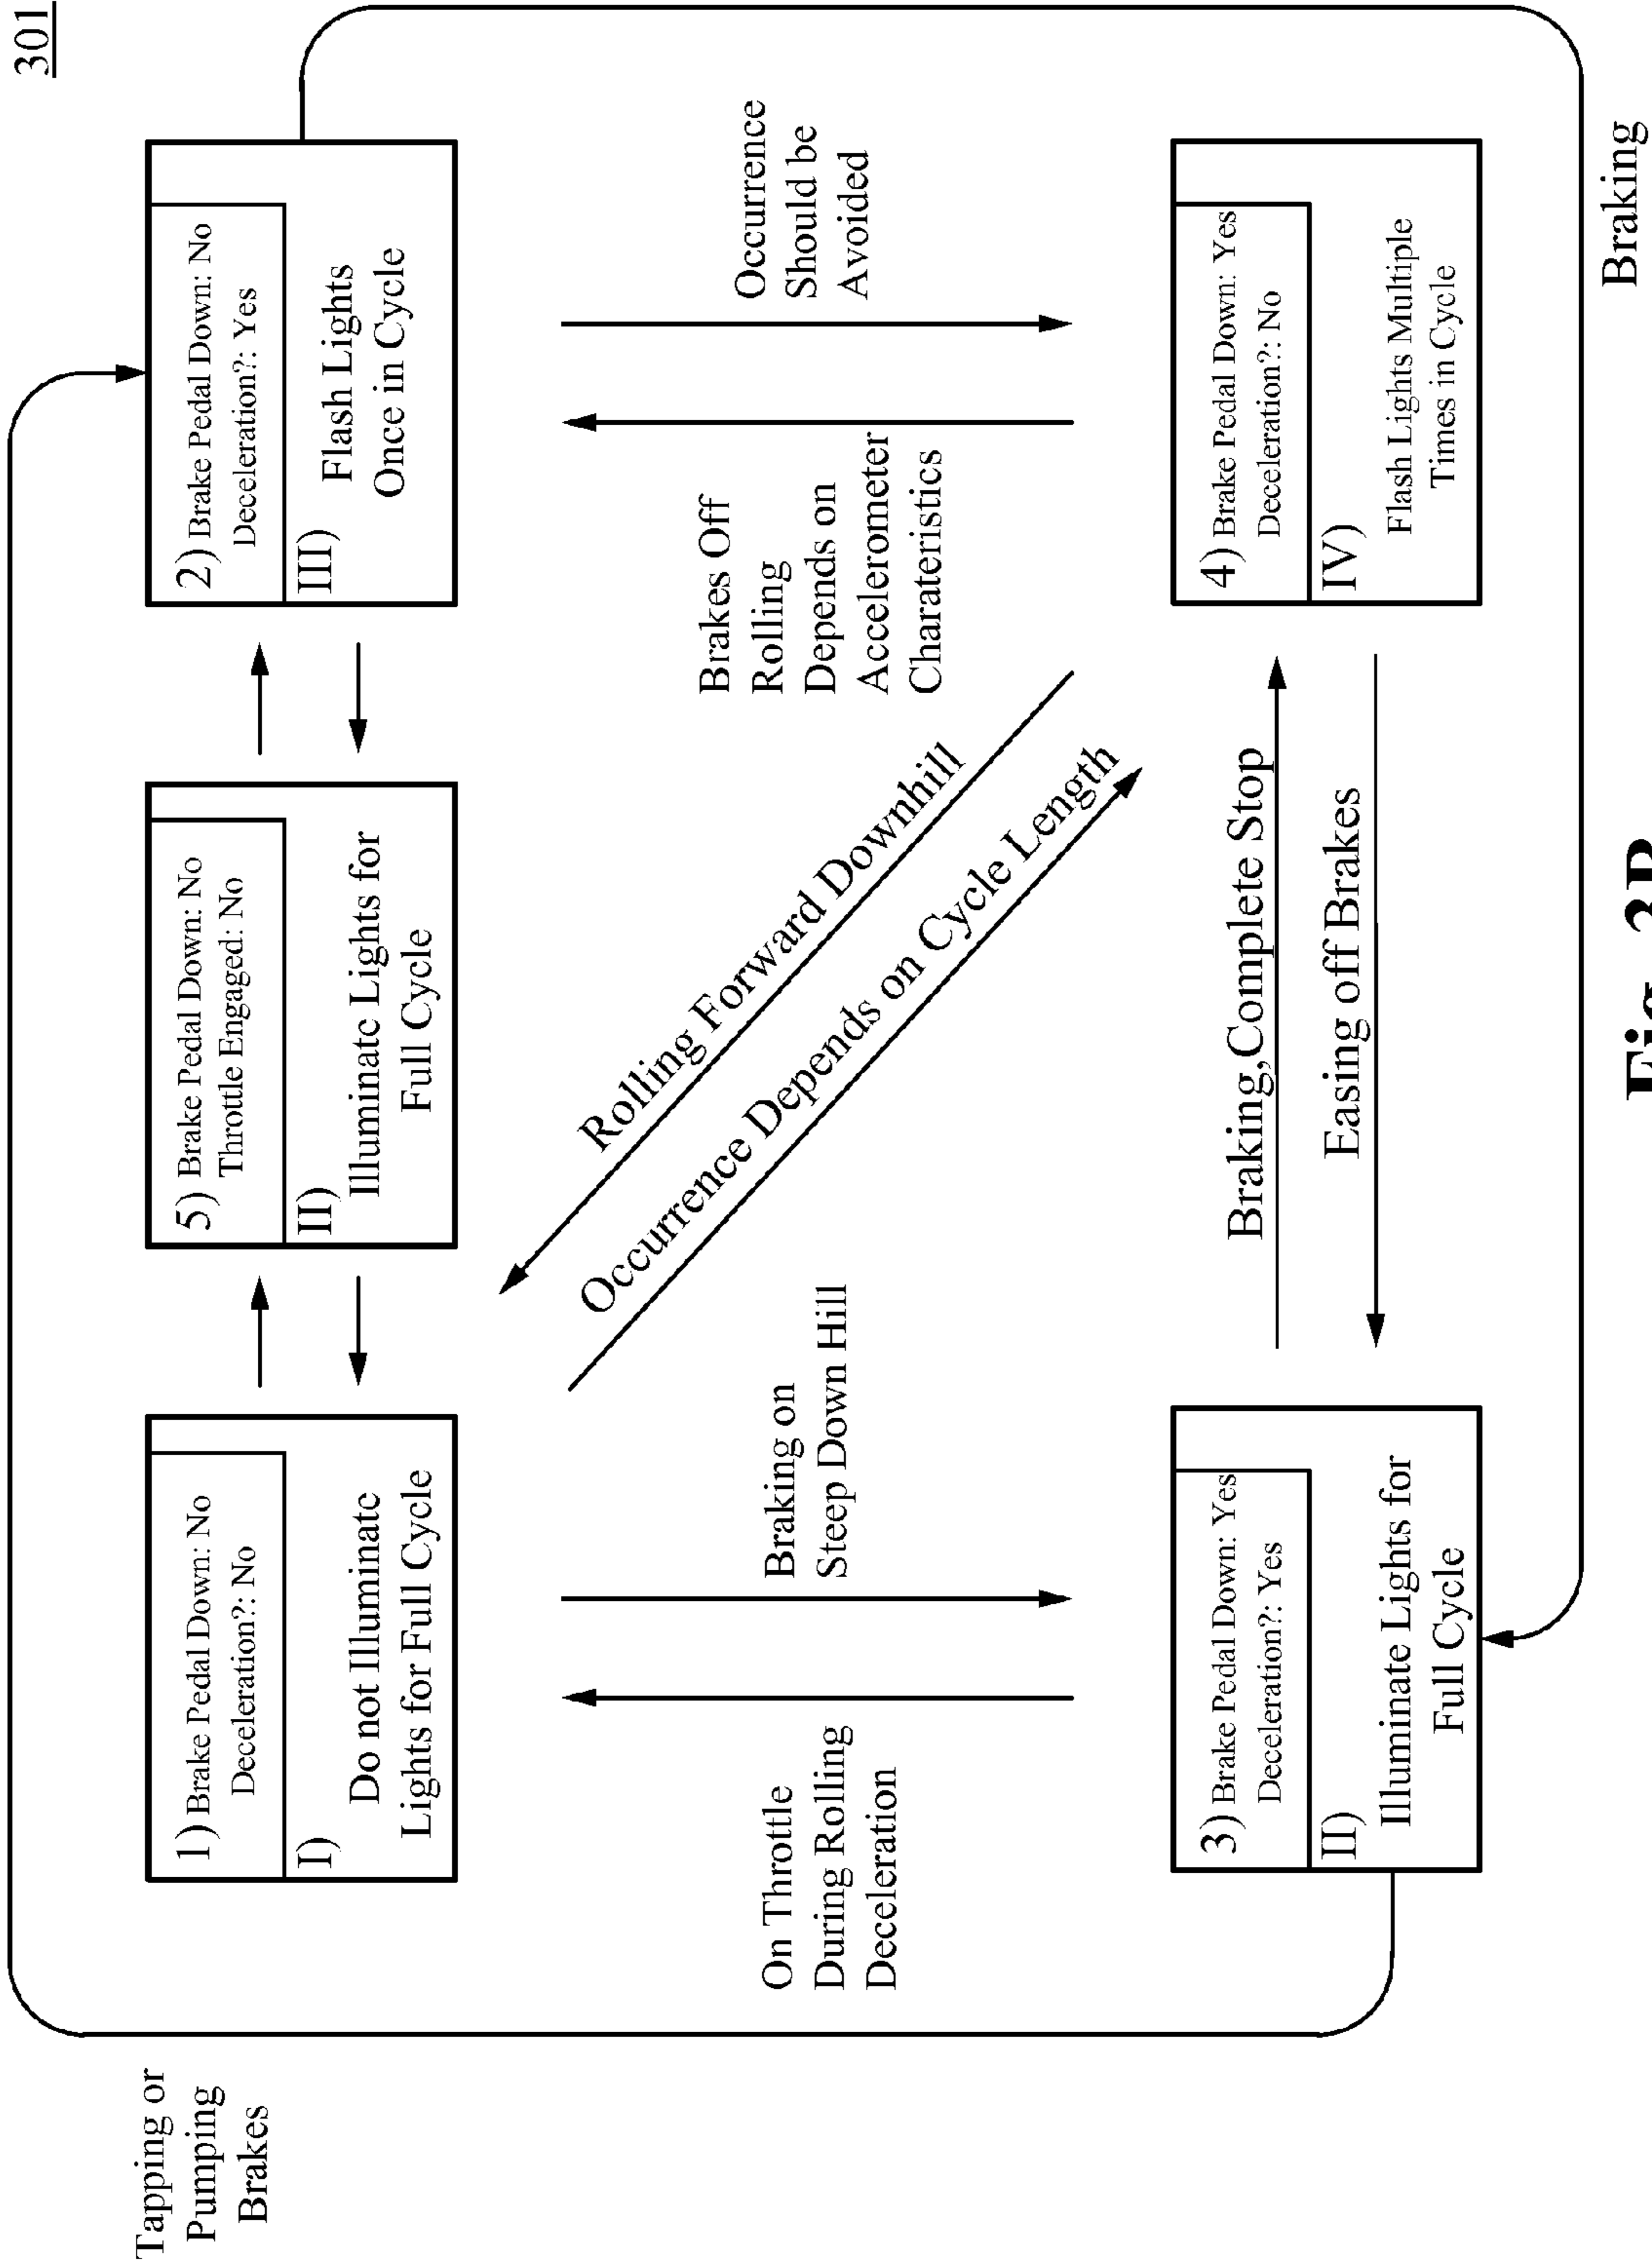 301
Tapping or
Pumping
Brakes
1) Brake Pedal Down: No
Deceleration?: No
I)
Do not Illuminate
Lights for Full Cycle
5) Brake Pedal Down: No
Throttle Engaged: No
II)
Illuminate Lights for
Full Cycle
2) Brake Pedal Down: No
Deceleration?: Yes
III)
Flash Lights
Once in Cycle
On Throttle
During Rolling
Deceleration
Braking on
Steep Down Hill
Rolling Forward Downhill
Occurrence Depends on Cycle Length
Brakes Off
Rolling
Depends on
Accelerometer
Charateristics
Occurrence
Should be
Avoided
3) Brake Pedal Down: Yes
Deceleration?: Yes
II)
Illuminate Lights for
Full Cycle
Braking,Complete Stop
Easing off Brakes
4) Brake Pedal Down: Yes
Deceleration?: No
IV)
Flash Lights Multiple
Times in Cycle
Braking
Fig.